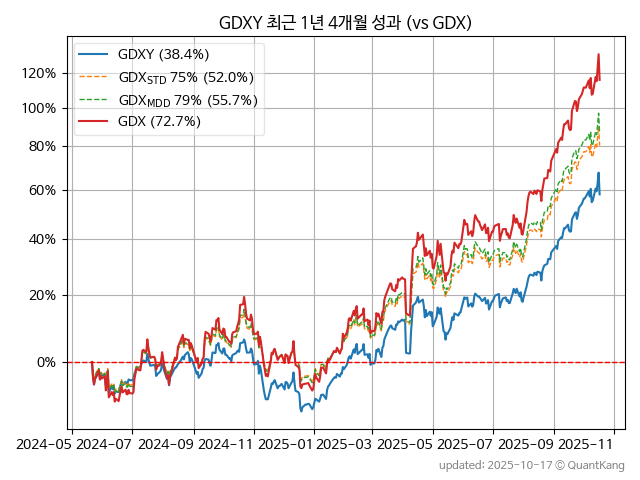 GDXY 최근 1년 4개월 성과 (vs GDX)
GDXY (38.4%)
GDX_STD 75% (52.0%)
GDX_MDD 79% (55.7%)
GDX (72.7%)
120%
100%
80%
60%
40%
20%
0%
2024-05 2024-07 2024-09 2024-11 2025-01 2025-03 2025-05 2025-07 2025-09 2025-11
updated: 2025-10-17 © QuantKang